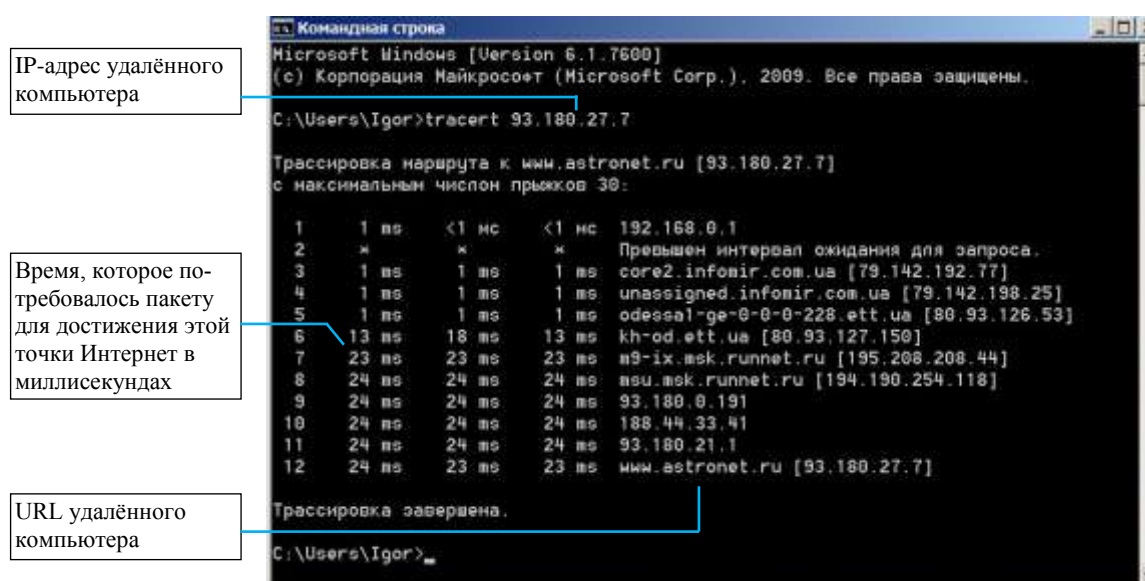 Командная строка
IP-адрес удалённого
компьютера
Microsoft Windows [Version 6.1.7600]
(c) Корпорация Майкрософт (Microsoft Corp.), 2009. Все права защищены.
C:\Users\Igor>tracert 93.180.27.7
Трассировка маршрута к www.astronet.ru [93.180.27.7]
с максимальным числом прыжков 30:
1 1 ms <1 мс <1 мс 192.168.0.1
2 * * * Превышен интервал ожидания для запроса.
3 1 ms 1 ms 1 ms core2.infomir.com.ua [79.142.192.77]
4 1 ms 1 ms 1 ms unassigned.infomir.com.ua [79.142.198.25]
5 1 ms 1 ms 1 ms odessa1-ge-0-0-0-228.ett.ua [80.93.126.53]
6 13 ms 18 ms 13 ms kh-od.ett.ua [80.93.127.150]
7 23 ms 23 ms 23 ms m9-ix.msk.runnet.ru [195.208.208.44]
8 24 ms 24 ms 24 ms msu.msk.runnet.ru [194.190.254.118]
9 24 ms 24 ms 24 ms 93.180.0.191
10 24 ms 24 ms 24 ms 188.44.33.41
11 24 ms 24 ms 24 ms 93.180.21.1
12 24 ms 23 ms 23 ms www.astronet.ru [93.180.27.7]
Время, которое по-
требовалось пакету
для достижения этой
точки Интернет в
миллисекундах
Трассировка завершена.
URL удалённого
компьютера
C:\Users\Igor>_